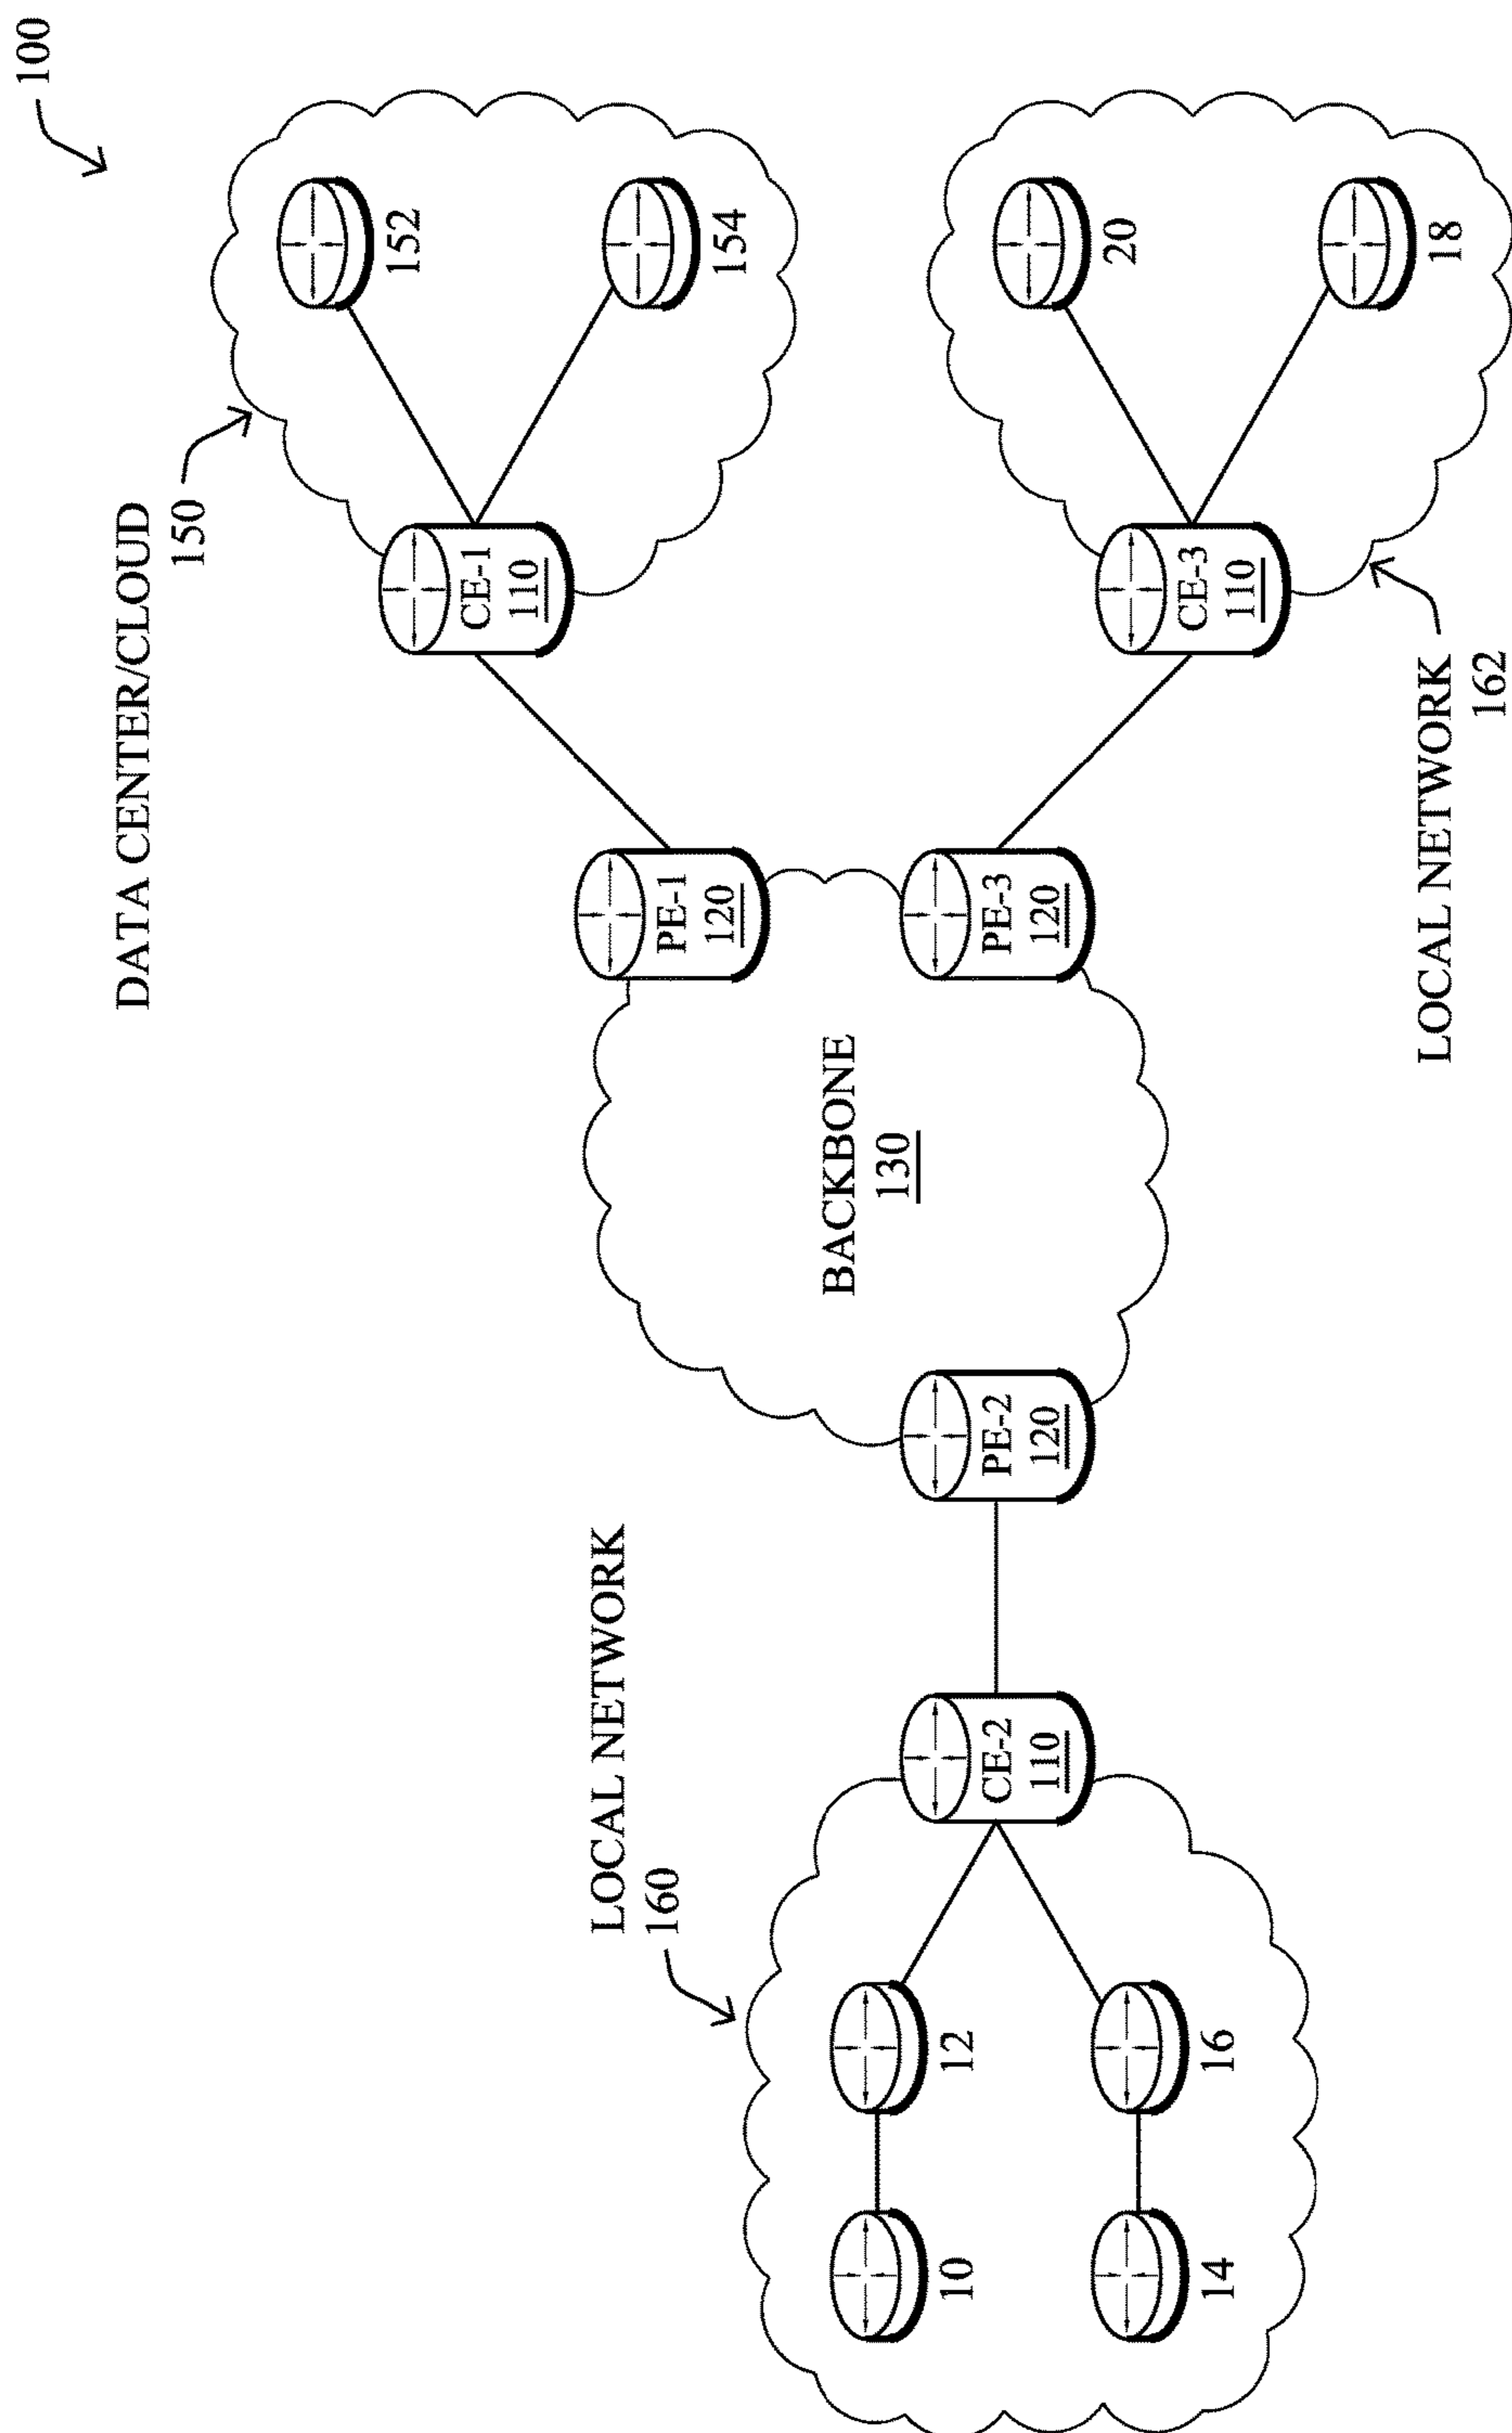 100
DATA CENTER/CLOUD
150
152
154
CE-1
110
PE-1
120
BACKBONE
130
LOCAL NETWORK
160
10
12
14
16
CE-2
110
PE-2
120
PE-3
120
CE-3
110
20
18
LOCAL NETWORK
162